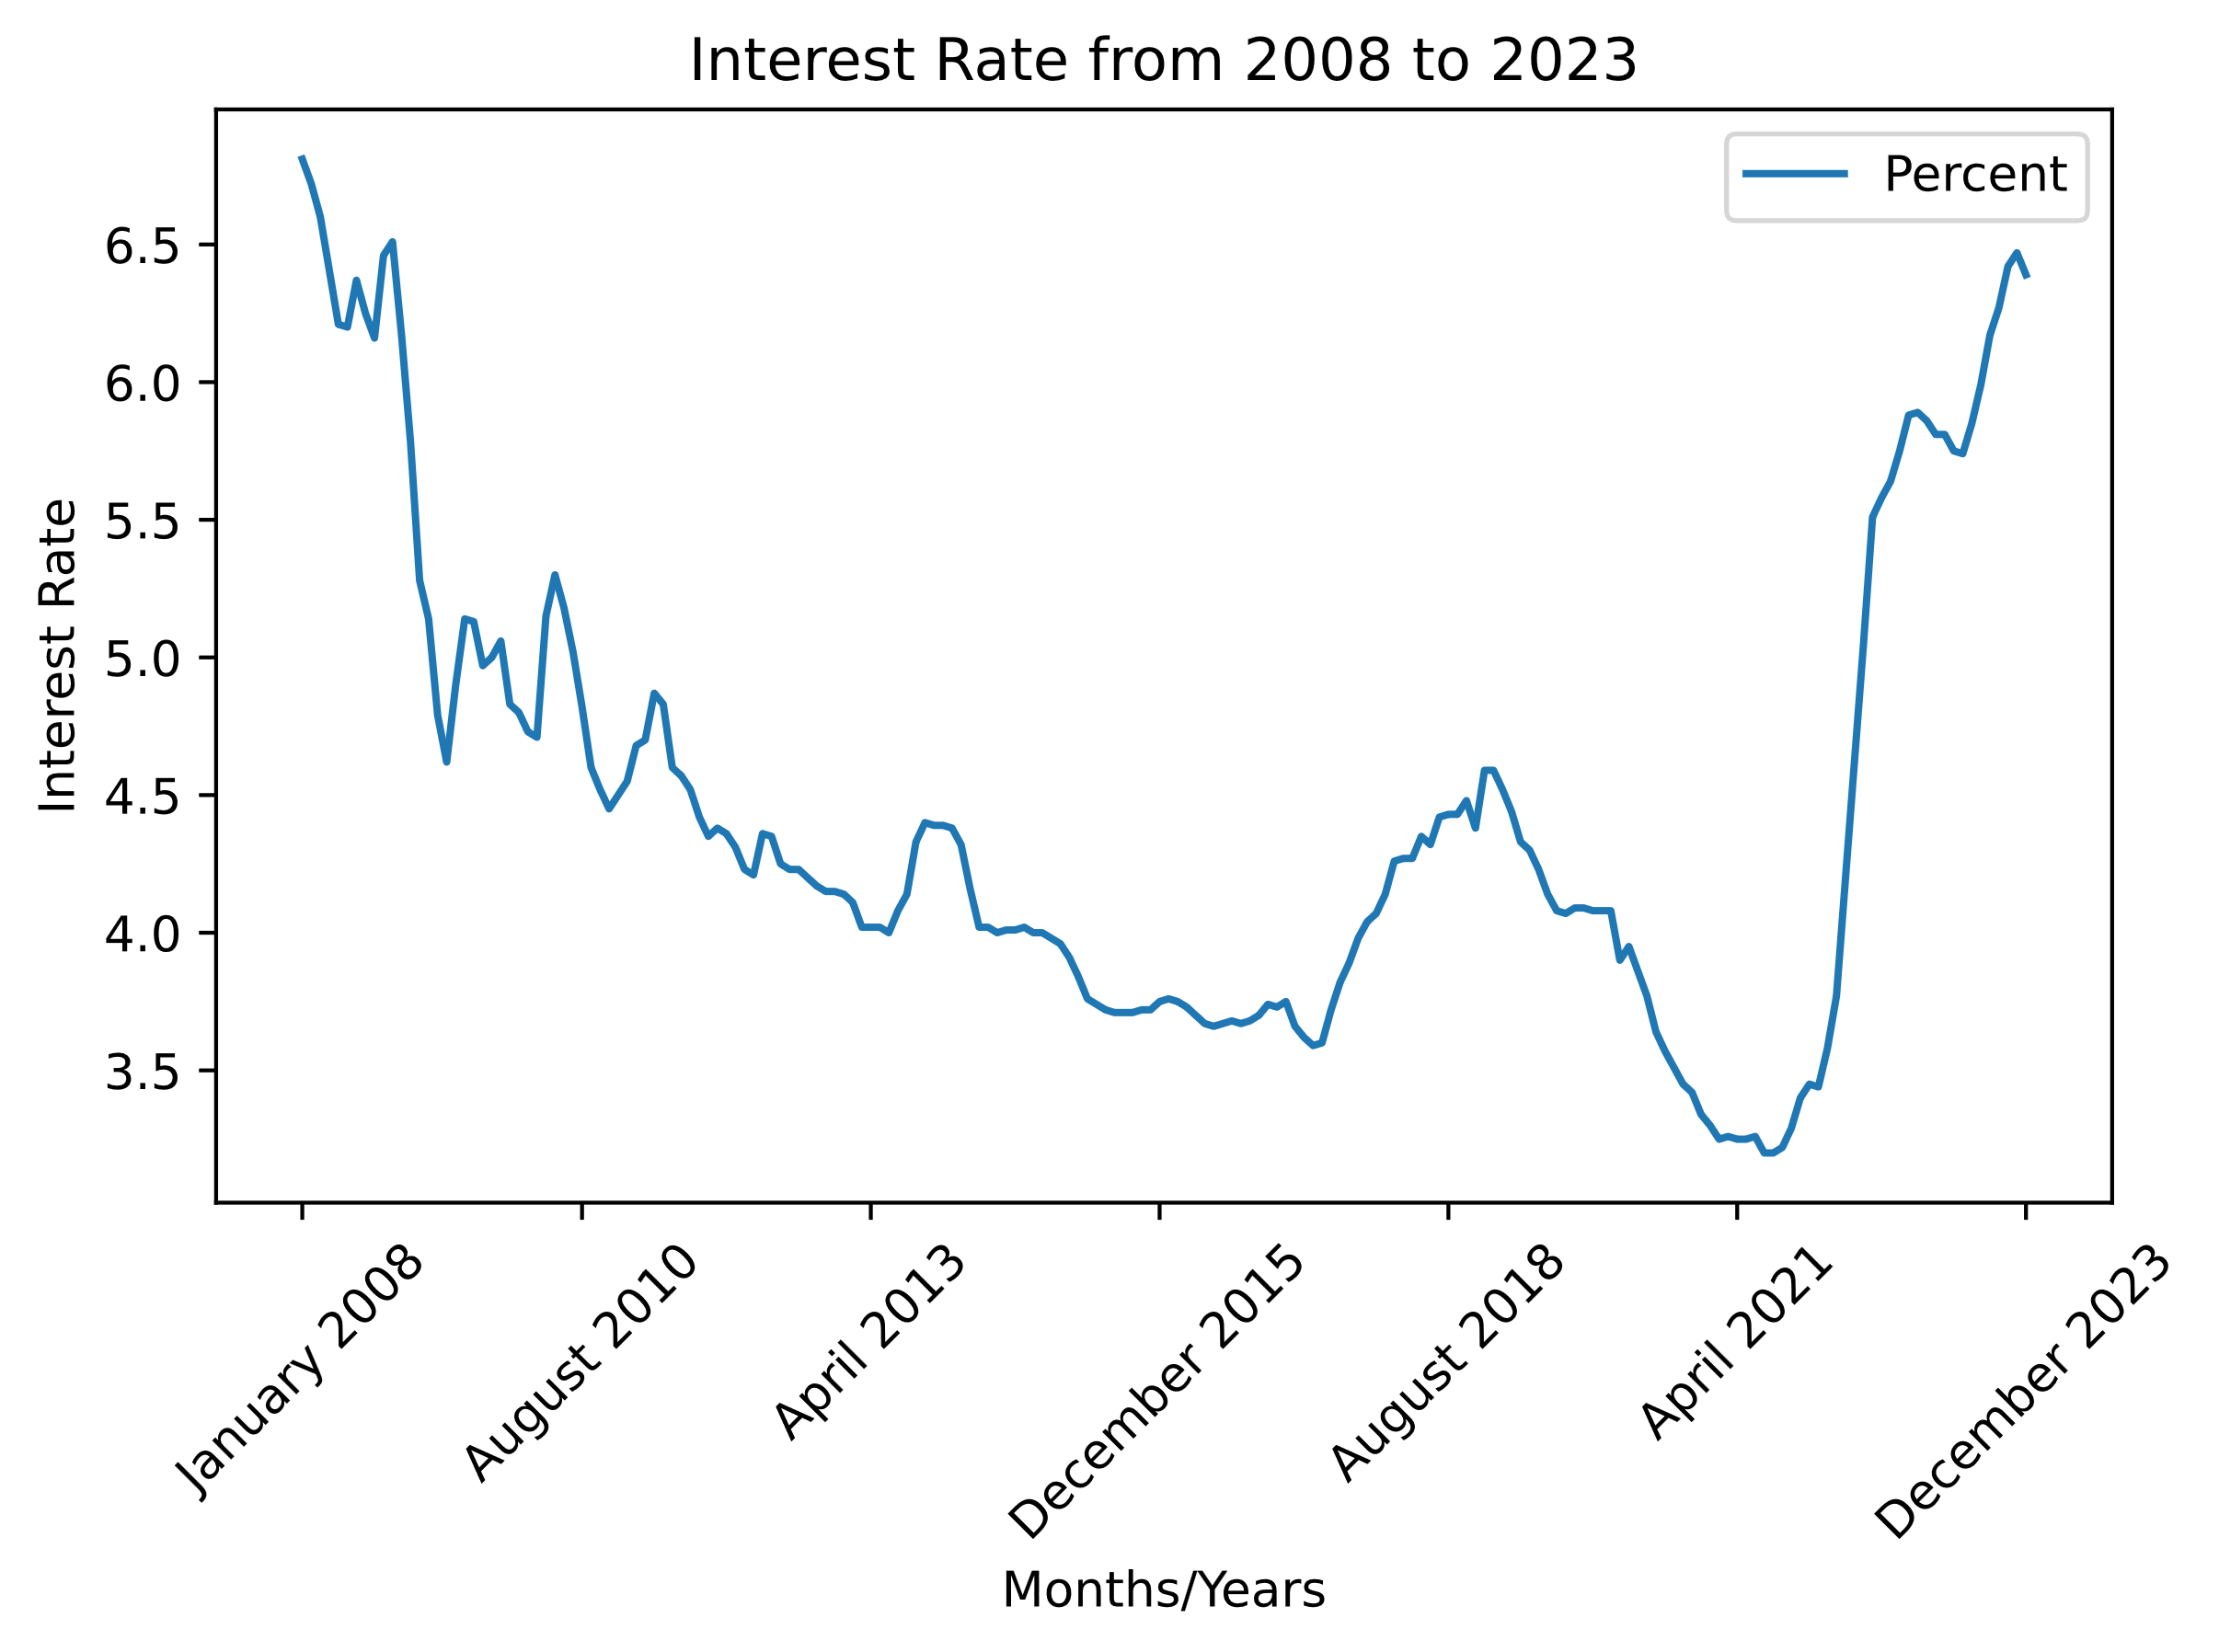 Interest Rate from 2008 to 2023
Percent
6.5
6.0
5.5
5.0
4.5
4.0
3.5
Interest Rate
January 2008
August 2010
April 2013
December 2015
August 2018
April 2021
December 2023
Months/Years